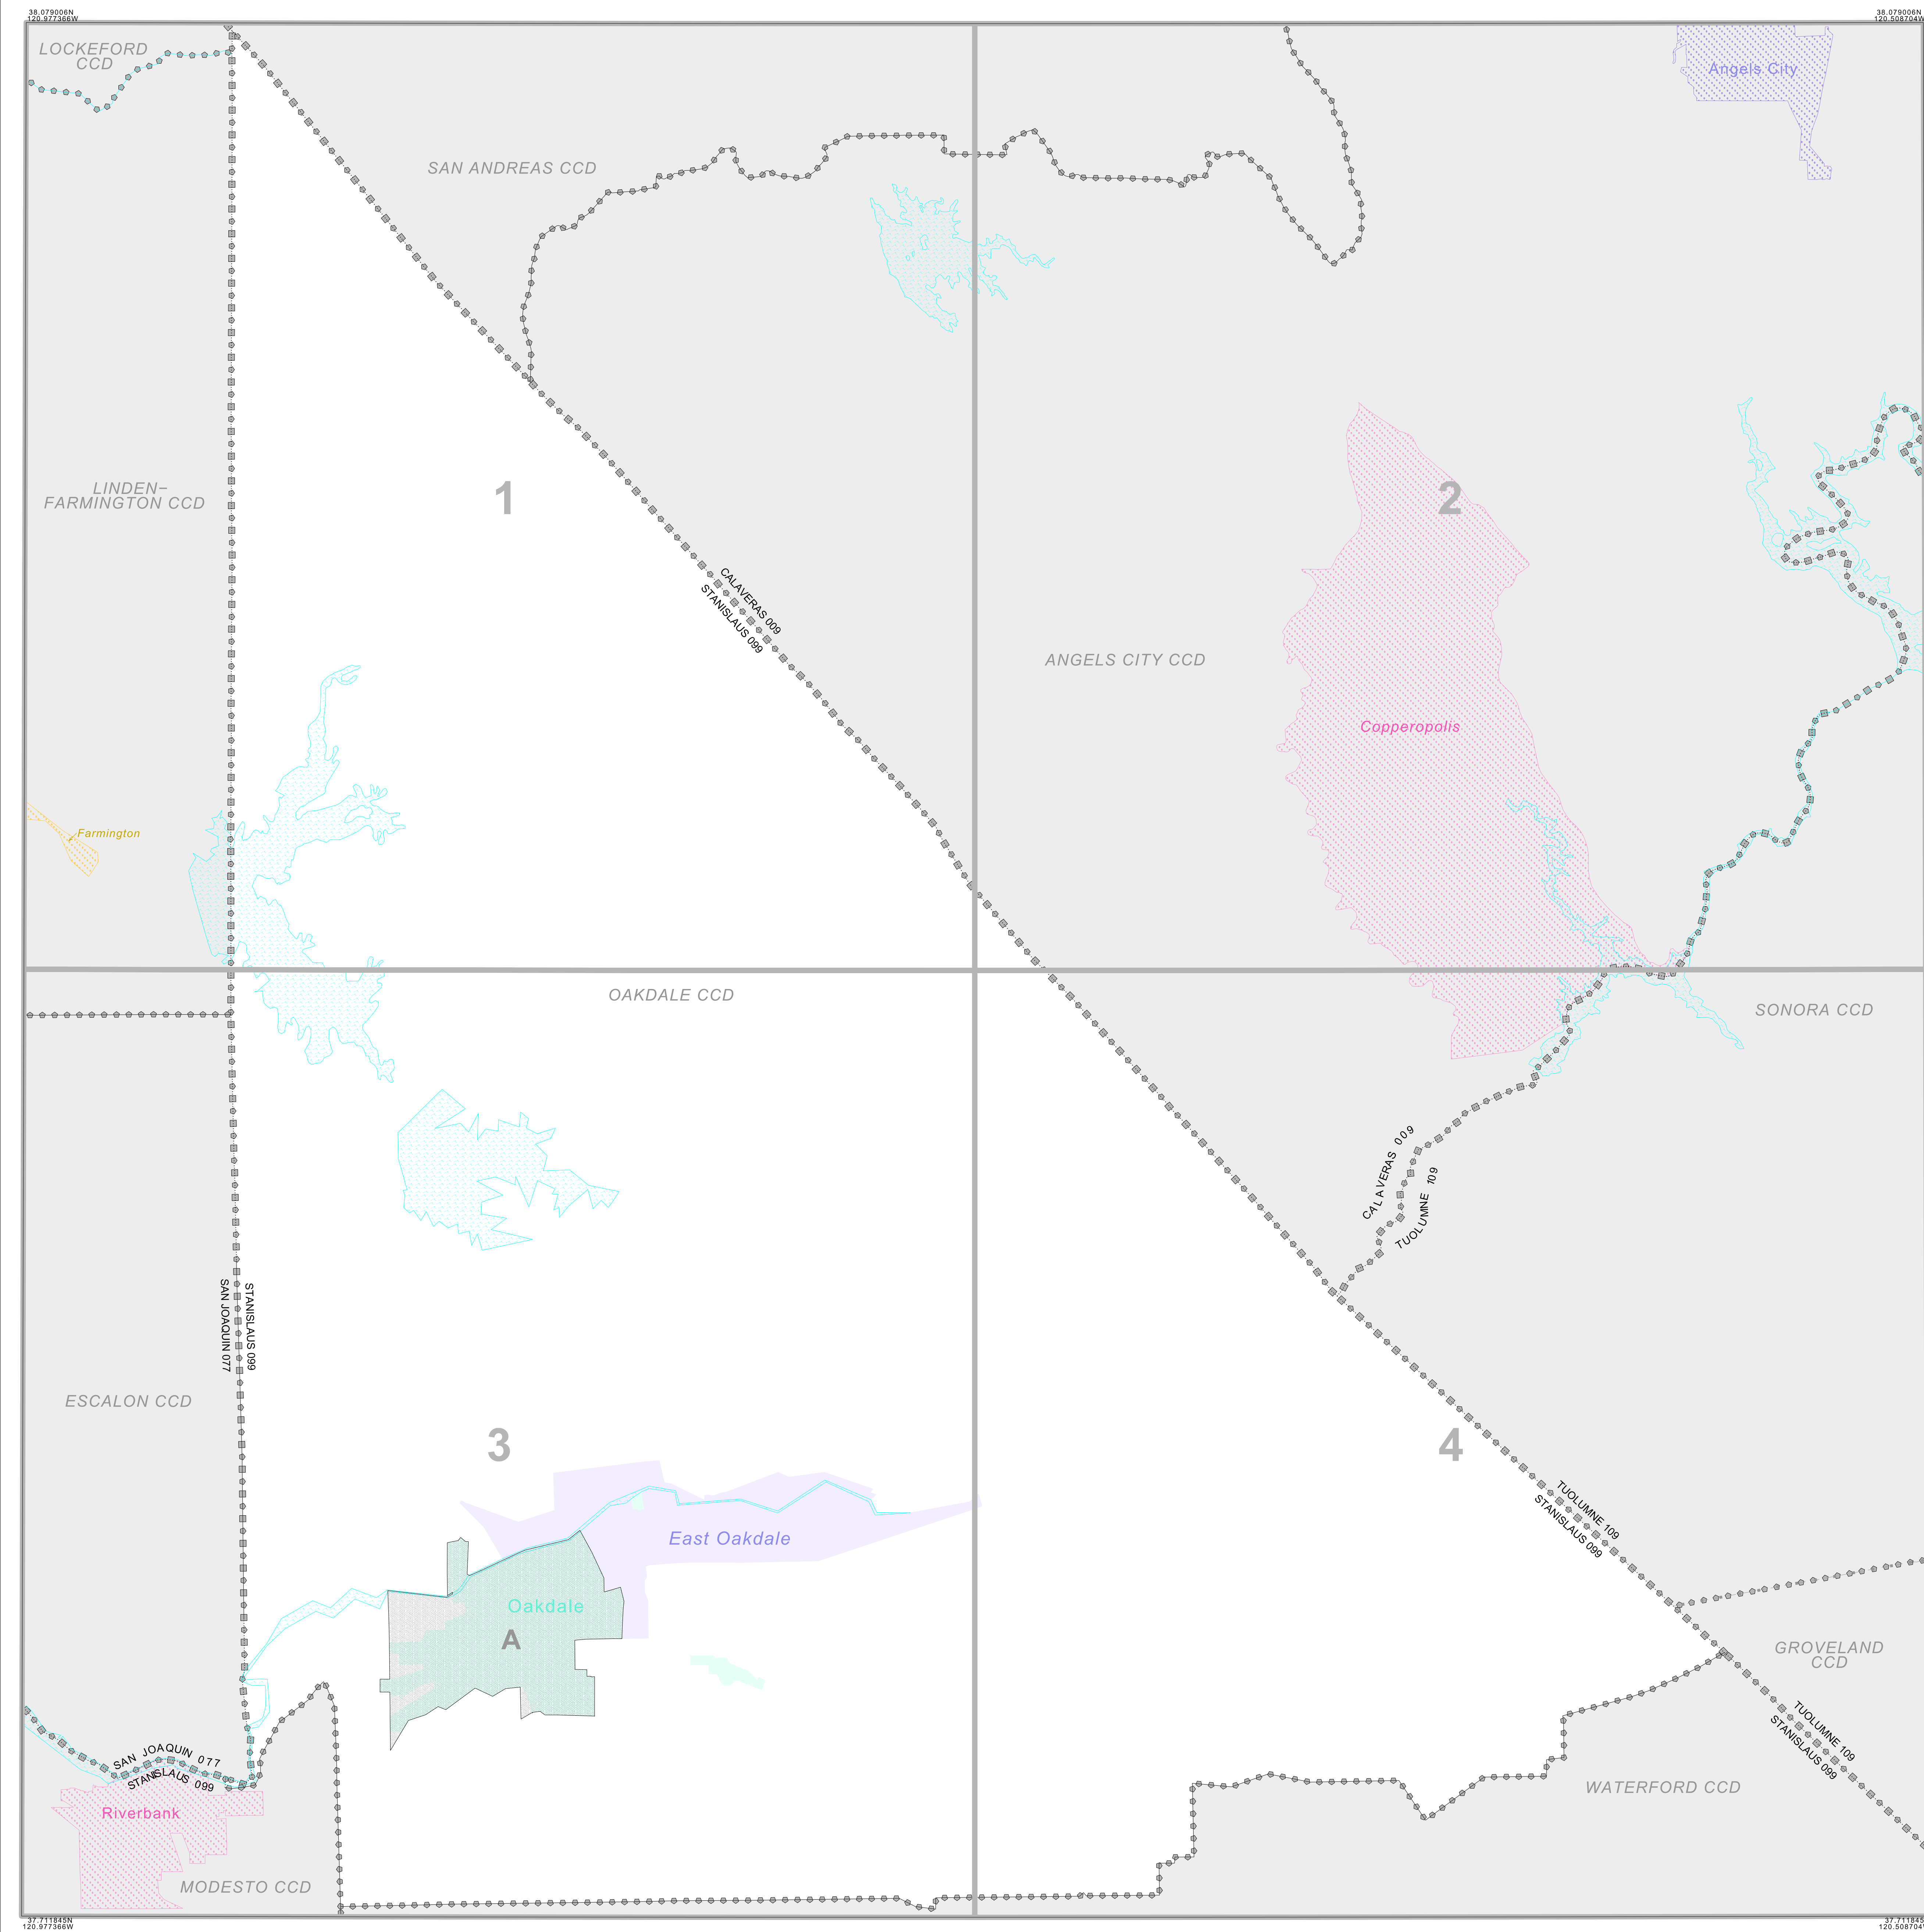 38.079006N
120.977366W
38.079006N
120.508704W
LOCKEFORD
CCD
Angels City
SAN ANDREAS CCD
LINDEN–
FARMINGTON CCD
1
2
CALAVERAS 009
STANISLAUS 099
ANGELS CITY CCD
Copperopolis
Farmington
OAKDALE CCD
SONORA CCD
CALAVERAS 009
TUOLUMNE 109
SAN JOAQUIN 077
STANISLAUS 099
ESCALON CCD
3
4
TUOLUMNE 109
STANISLAUS 099
East Oakdale
Oakdale
A
GROVELAND
CCD
TUOLUMNE 109
STANISLAUS 099
SAN JOAQUIN 077
STANISLAUS 099
WATERFORD CCD
Riverbank
MODESTO CCD
37.711845N
120.977366W
37.711845
120.508704